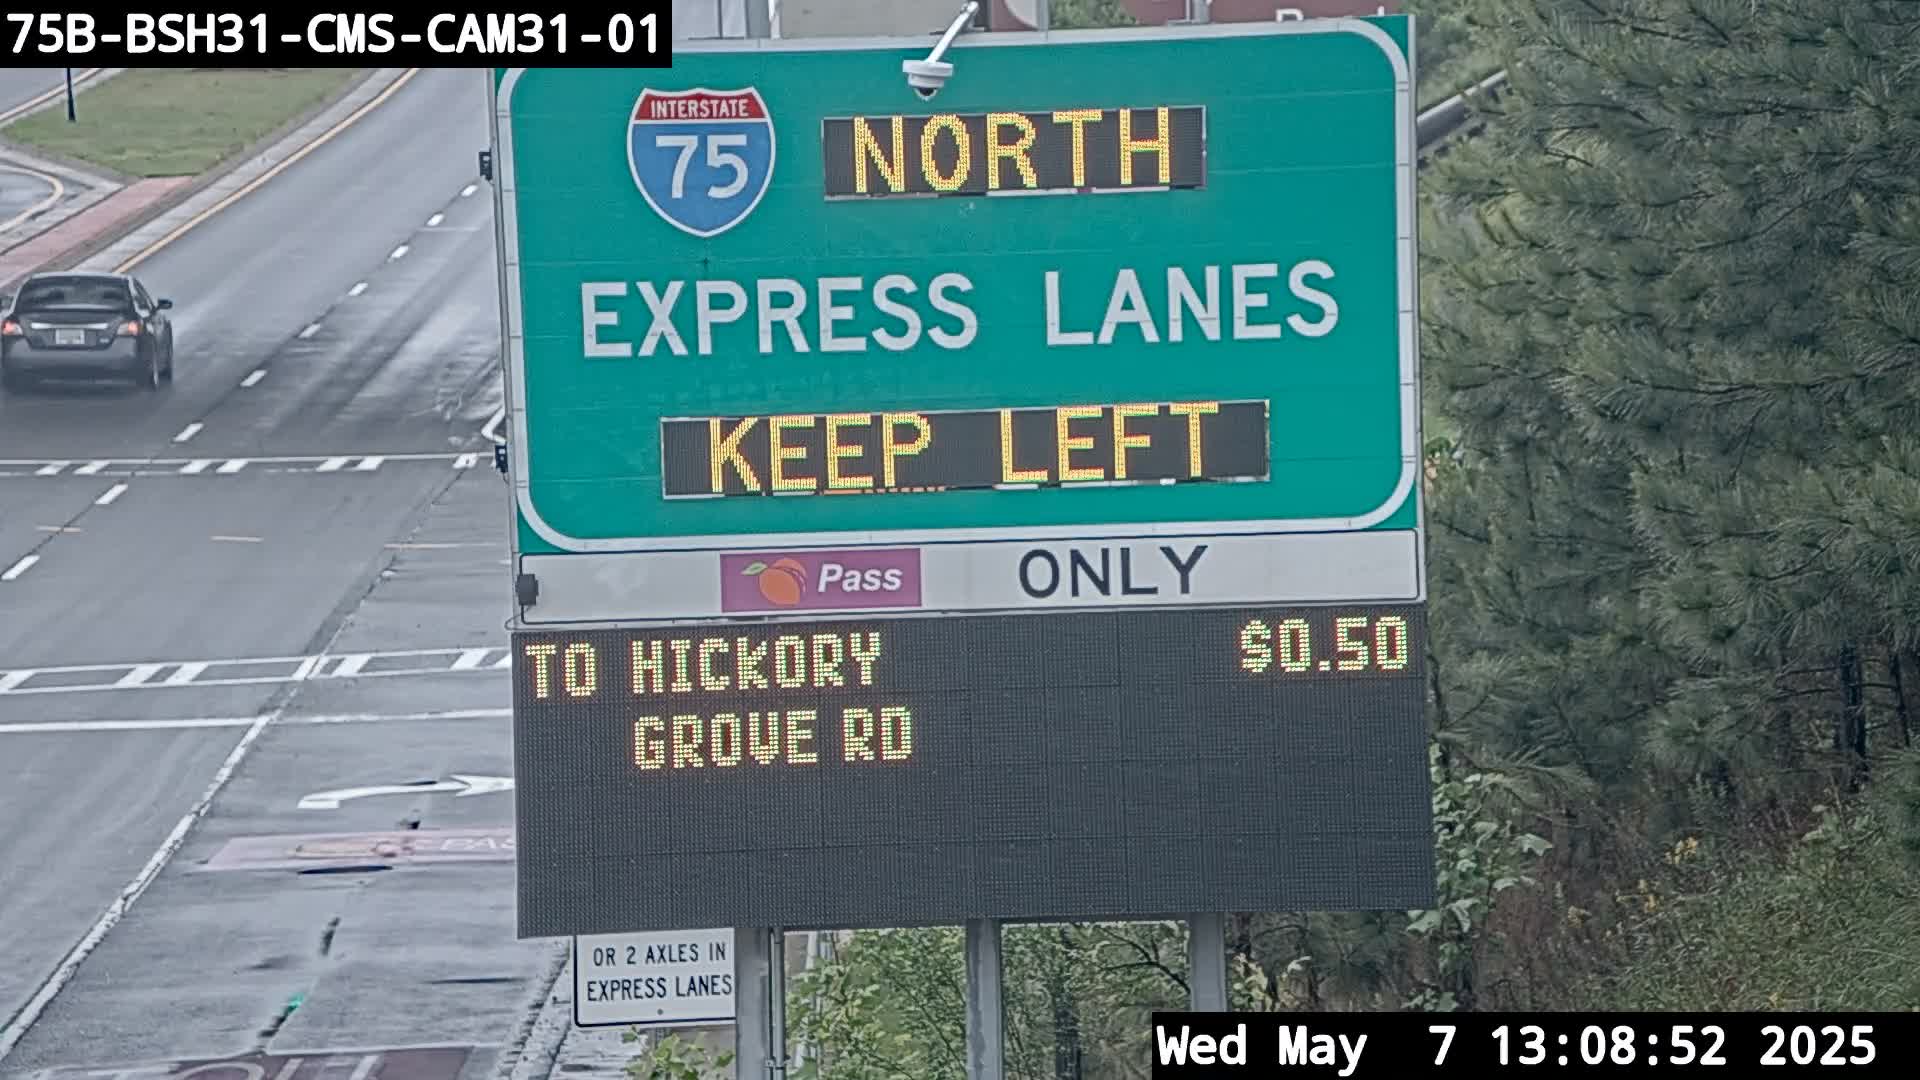 75B-BSH31-CMS-CAM31-01
INTERSTATE
75
NORTH
EXPRESS LANES
KEEP LEFT
Pass
ONLY
TO HICKORY $0.50
GROVE RD
OR 2 AXLES IN
EXPRESS LANES
Wed May 7 13:08:52 2025